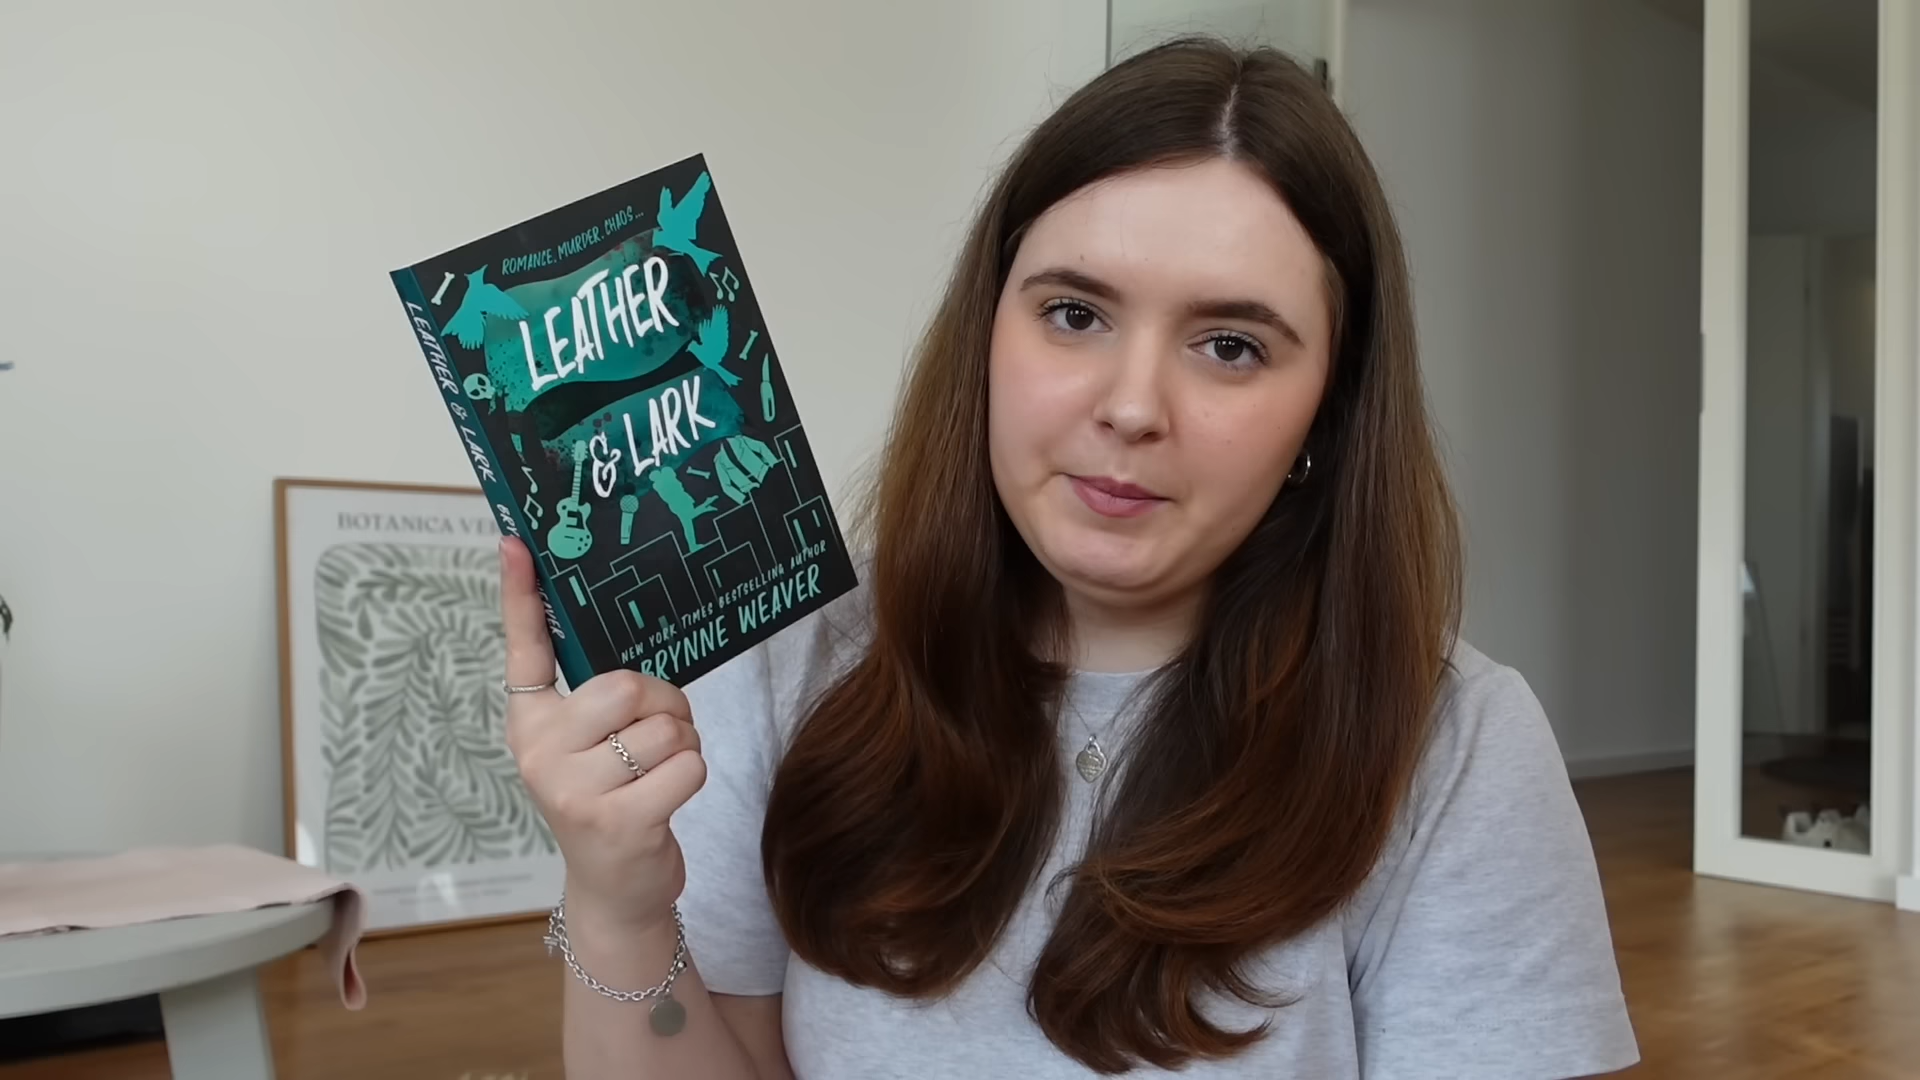 ROMANCE. MURDER. CHAOS...
LEATHER
& LARK
NEW YORK TIMES BESTSELLING AUTHOR
BRYNNE WEAVER
LEATHER & LARK
BOTANICA